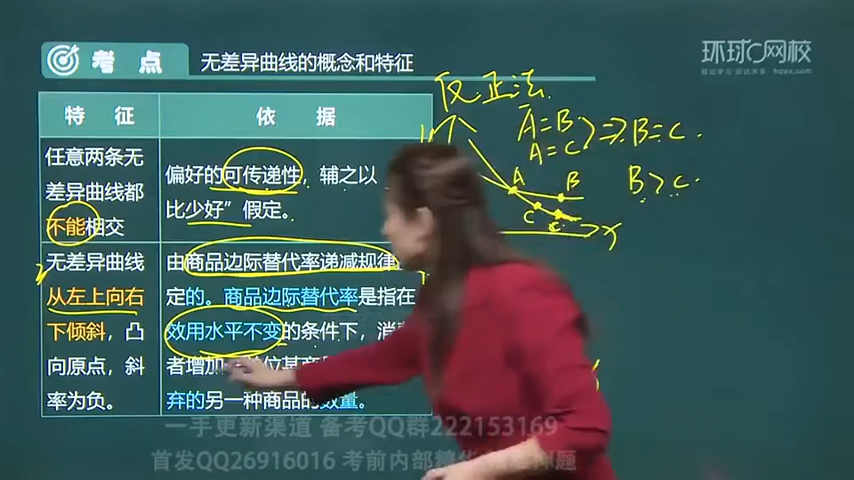 考 点
无差异曲线的概念和特征
环球网校
反正法.
A=B
A=C
⇒B=C.
B>C.
A
B
C
特 征
依 据
任意两条无
差异曲线都
不能相交
偏好的可传递性，辅之以
比少好”假定。
无差异曲线
从左上向右
下倾斜，凸
向原点，斜
率为负。
由商品边际替代率递减规律
定的。商品边际替代率是指在
效用水平不变的条件下，消
者增加
弃的另一种商品的数量。
一手更新渠道 备考QQ群222153169
首发QQ26916016 考前内部